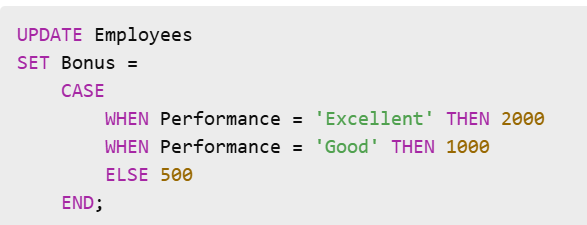 UPDATE Employees
SET Bonus =
    CASE
        WHEN Performance = 'Excellent' THEN 2000
        WHEN Performance = 'Good' THEN 1000
        ELSE 500
    END;